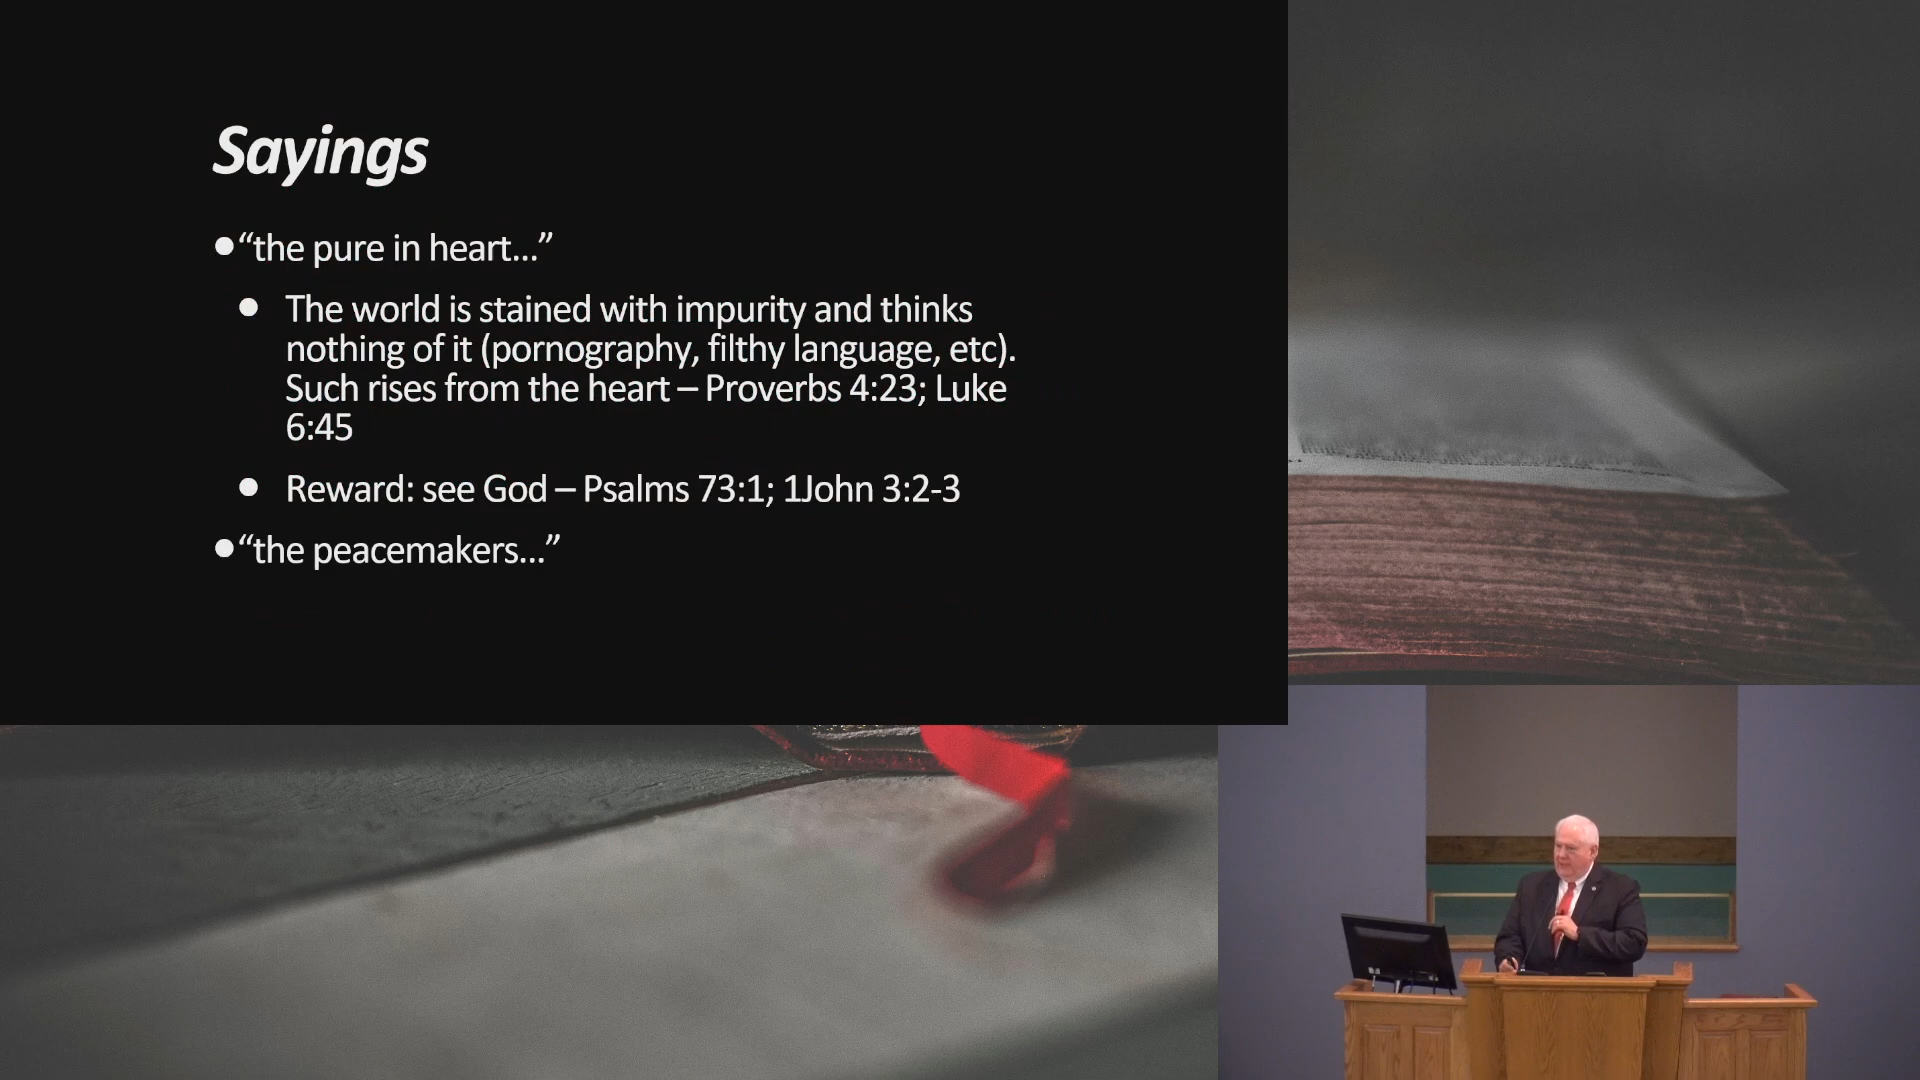 Sayings
•“the pure in heart...”
• The world is stained with impurity and thinks
nothing of it (pornography, filthy language, etc).
Such rises from the heart – Proverbs 4:23; Luke
6:45
• Reward: see God – Psalms 73:1; 1John 3:2-3
•“the peacemakers...”